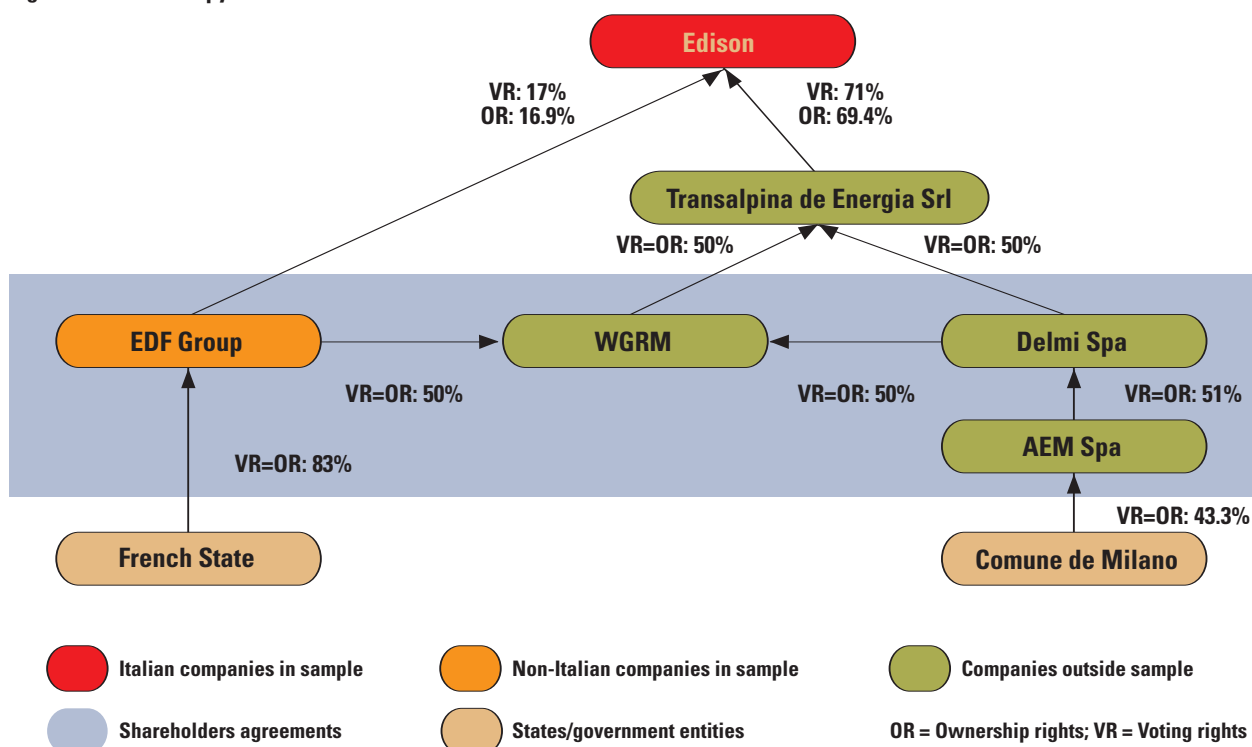 Edison
VR: 17%
OR: 16.9%
VR: 71%
OR: 69.4%
Transalpina de Energia Srl
VR=OR: 50%
VR=OR: 50%
EDF Group
WGRM
Delmi Spa
VR=OR: 50%
VR=OR: 50%
VR=OR: 51%
AEM Spa
VR=OR: 83%
VR=OR: 43.3%
French State
Comune de Milano
Italian companies in sample
Non-Italian companies in sample
Companies outside sample
Shareholders agreements
States/government entities
OR = Ownership rights; VR = Voting rights